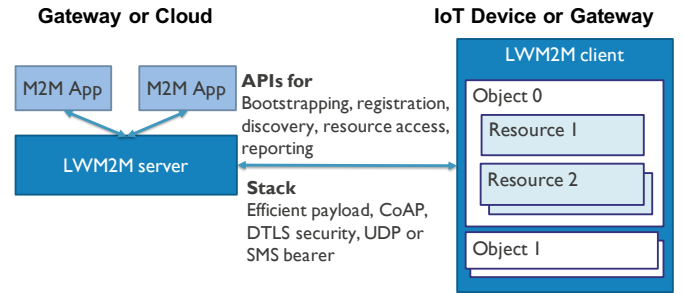 Gateway or Cloud
IoT Device or Gateway
M2M App
M2M App
LWM2M server
APIs for
Bootstrapping, registration,
discovery, resource access,
reporting
Stack
Efficient payload, CoAP,
DTLS security, UDP or
SMS bearer
LWM2M client
Object 0
Resource 1
Resource 2
Object 1